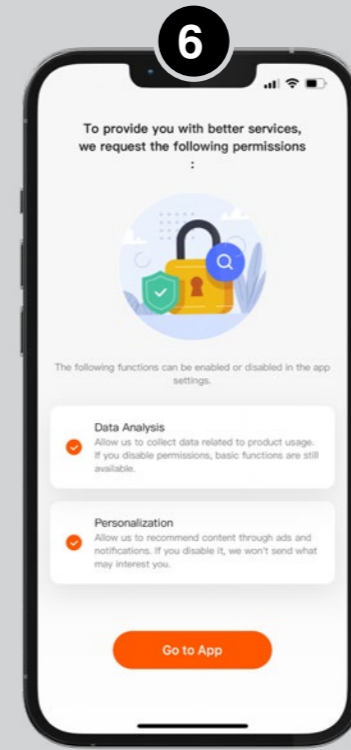 6
To provide you with better services,
we request the following permissions
:
The following functions can be enabled or disabled in the app
settings.
Data Analysis
Allow us to collect data related to product usage.
If you disable permissions, basic functions are still
available.
Personalization
Allow us to recommend content through ads and
notifications. If you disable it, we won't send what
may interest you.
Go to App